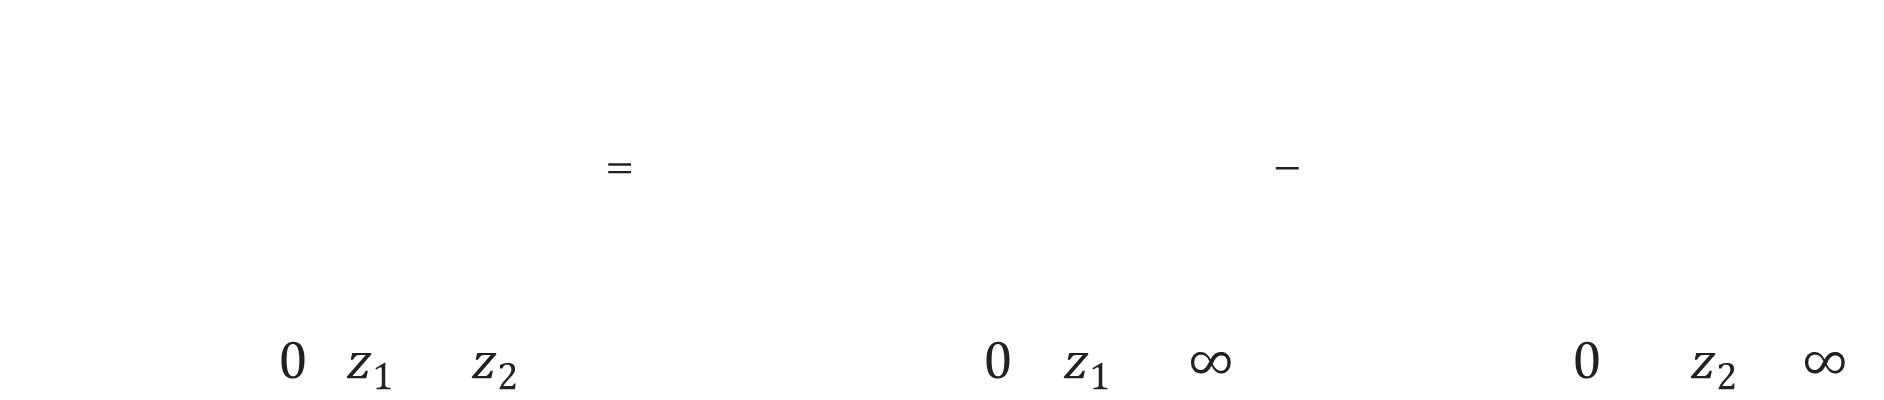 = −
0 z₁ z₂ 0 z₁ ∞ 0 z₂ ∞